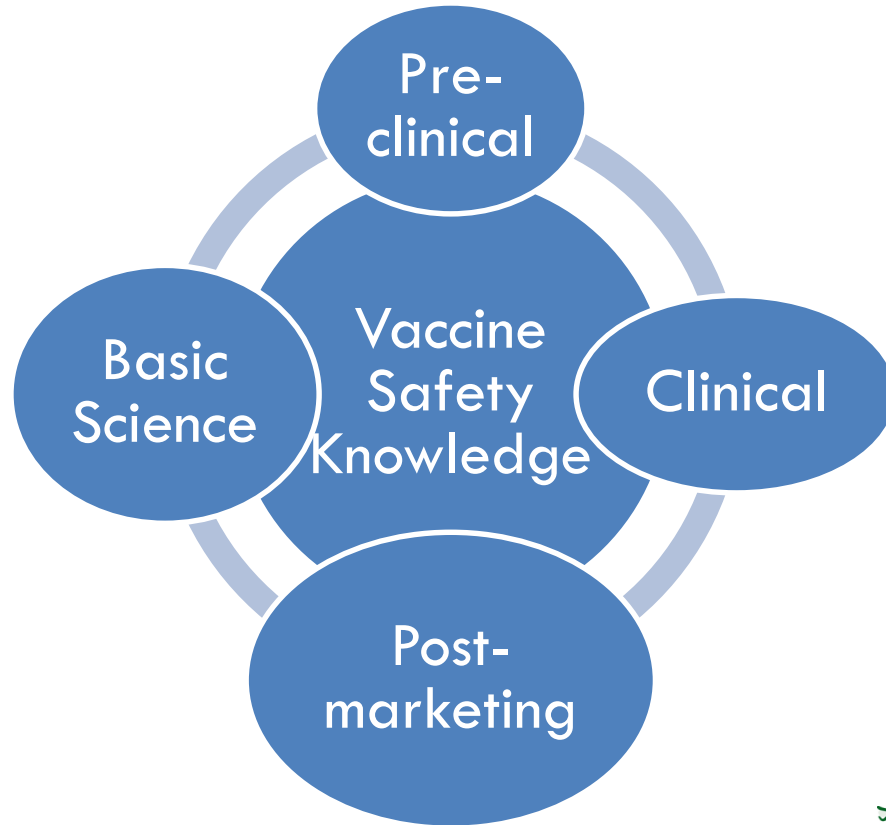 Pre-
clinical
Vaccine
Safety
Knowledge
Basic
Science
Clinical
Post-
marketing